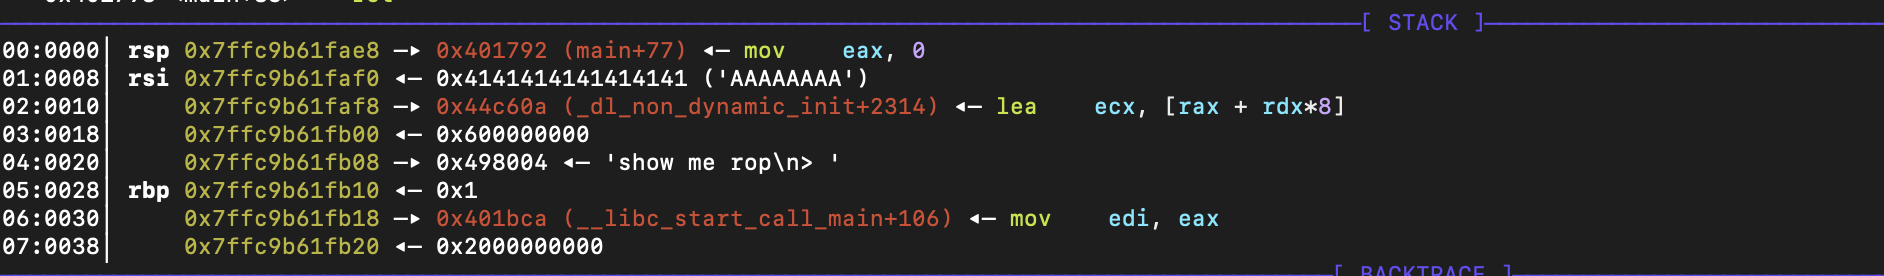 [ STACK ]
00:0000│ rsp 0x7ffc9b61fae8 —▸ 0x401792 (main+77) ◂— mov    eax, 0
01:0008│ rsi 0x7ffc9b61faf0 ◂— 0x4141414141414141 ('AAAAAAAA')
02:0010│     0x7ffc9b61faf8 —▸ 0x44c60a (_dl_non_dynamic_init+2314) ◂— lea    ecx, [rax + rdx*8]
03:0018│     0x7ffc9b61fb00 ◂— 0x600000000
04:0020│     0x7ffc9b61fb08 —▸ 0x498004 ◂— 'show me rop\n> '
05:0028│ rbp 0x7ffc9b61fb10 ◂— 0x1
06:0030│     0x7ffc9b61fb18 —▸ 0x401bca (__libc_start_call_main+106) ◂— mov    edi, eax
07:0038│     0x7ffc9b61fb20 ◂— 0x2000000000
[ BACKTRACE ]